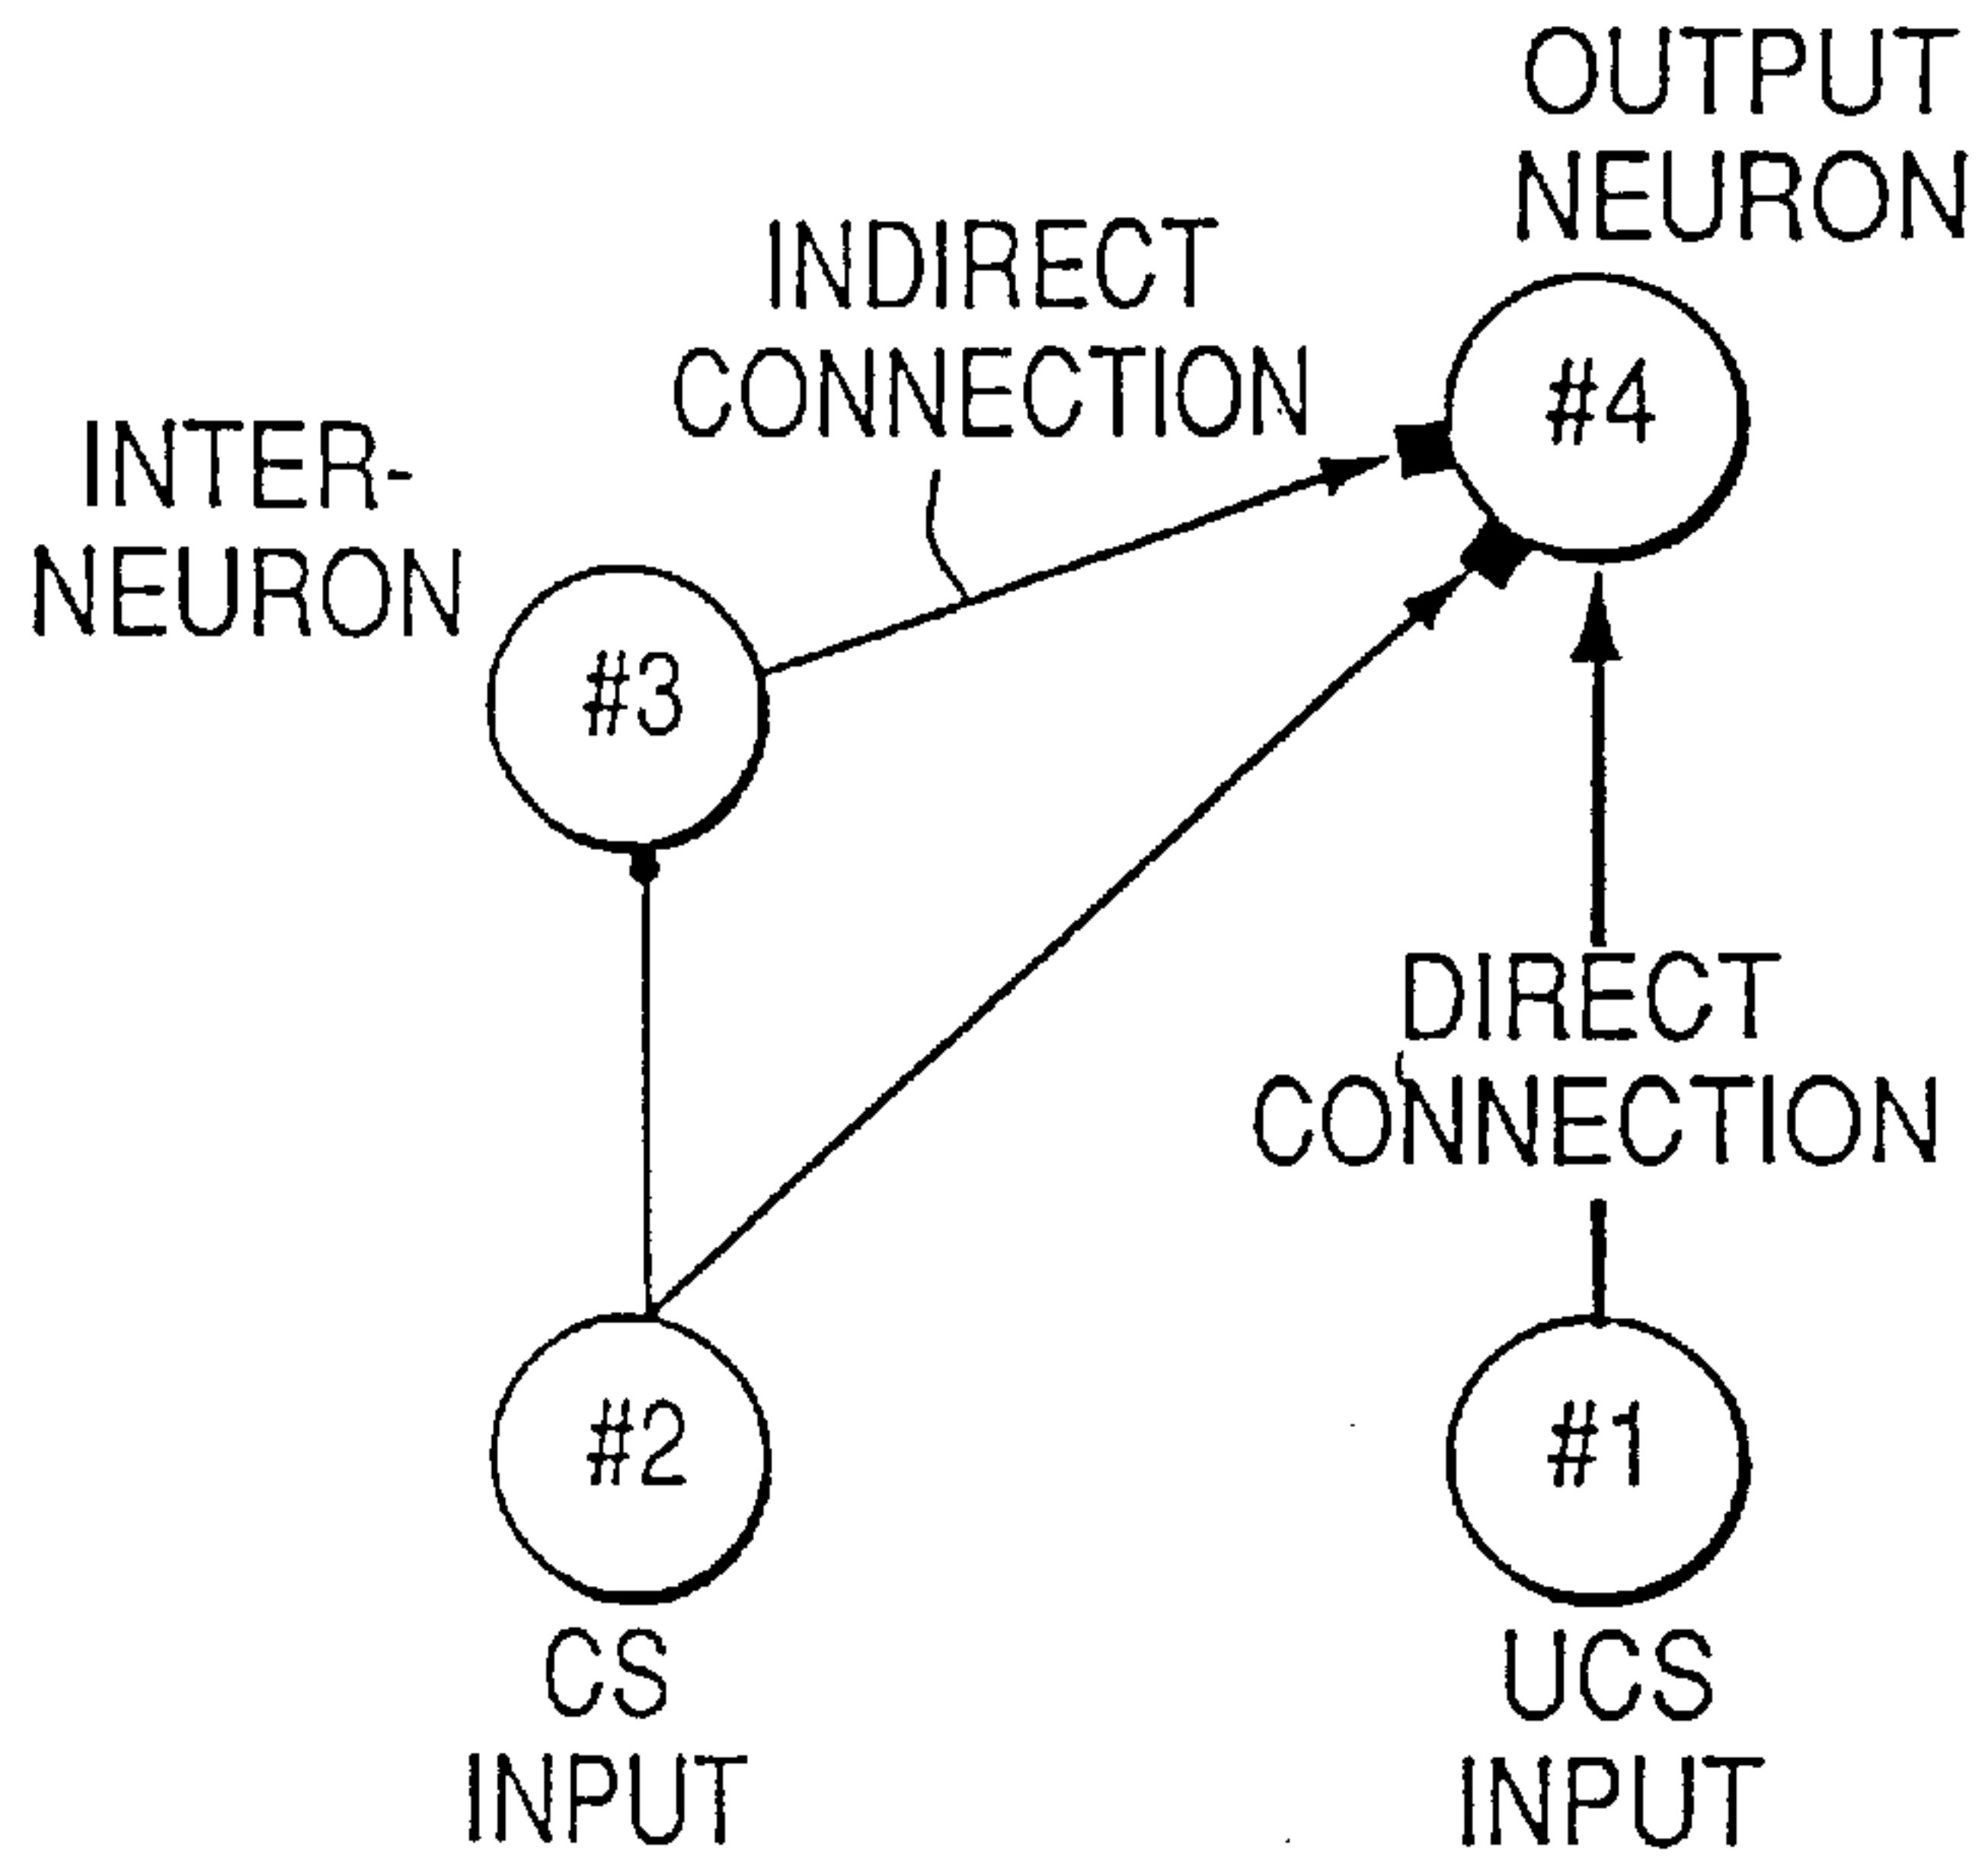 OUTPUT
NEURON
#4
INDIRECT
CONNECTION
INTER-
NEURON
#3
DIRECT
CONNECTION
#2
CS
INPUT
#1
UCS
INPUT